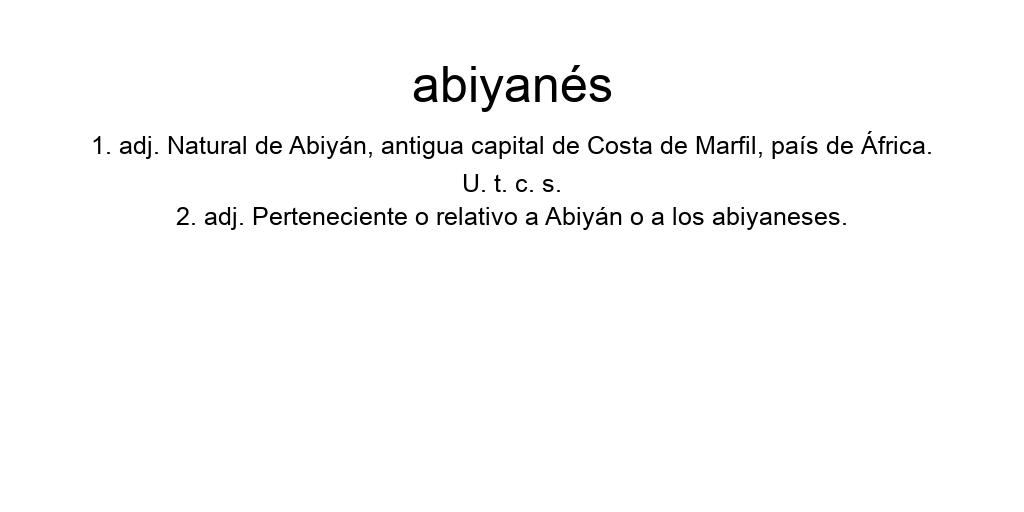 abiyanés
1. adj. Natural de Abiyán, antigua capital de Costa de Marfil, país de África.
U. t. c. s.
2. adj. Perteneciente o relativo a Abiyán o a los abiyaneses.